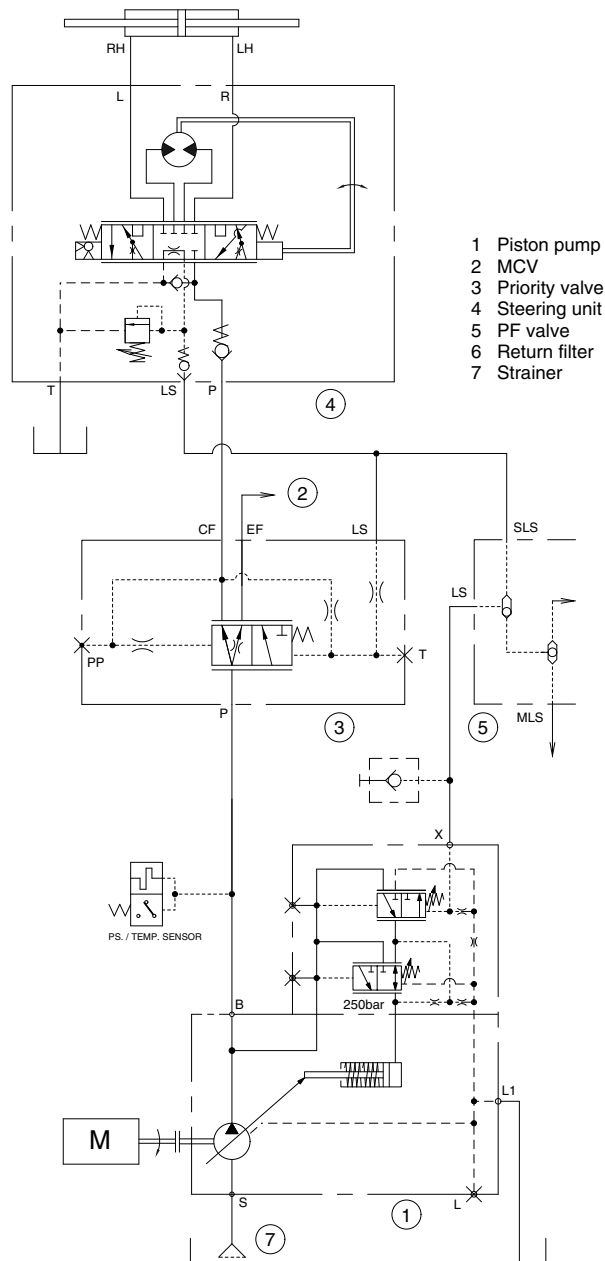 RH LH
L R
1 Piston pump
2 MCV
3 Priority valve
4 Steering unit
5 PF valve
6 Return filter
7 Strainer
T LS P
4
2
CF EF LS
SLS
LS
PP
T
P
3
5
MLS
X
PS. / TEMP. SENSOR
250bar
B
L1
M
S
1
L
7